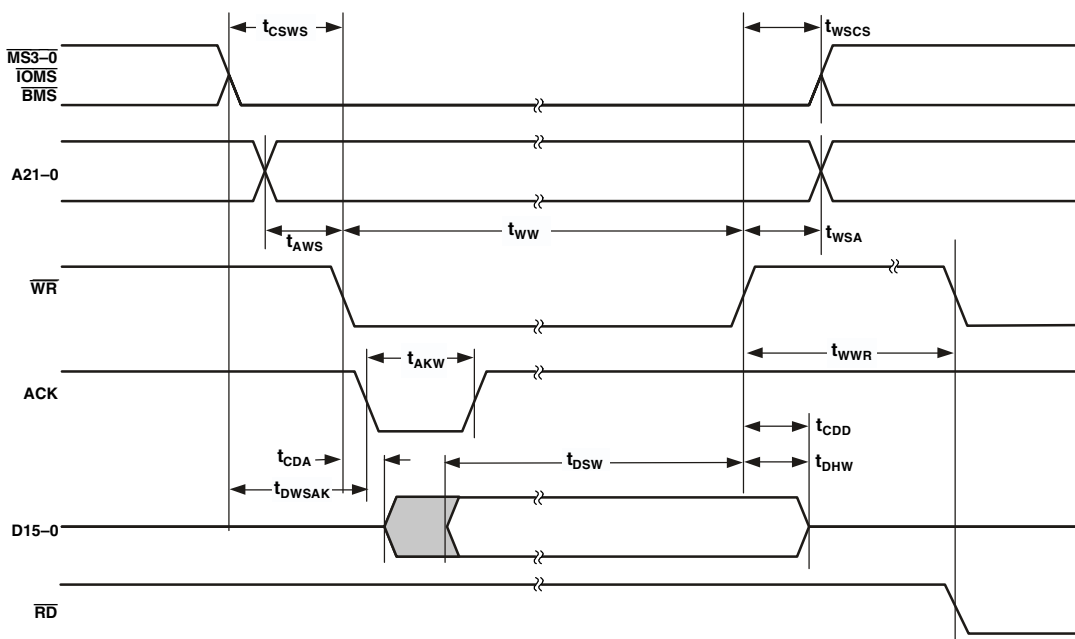 tCSWS
tWSCS
MS3–0
IOMS
BMS
A21–0
tAWS
tWW
tWSA
WR
tAKW
tWWR
ACK
tCDD
tCDA
tDSW
tDHW
tDWSAK
D15–0
RD